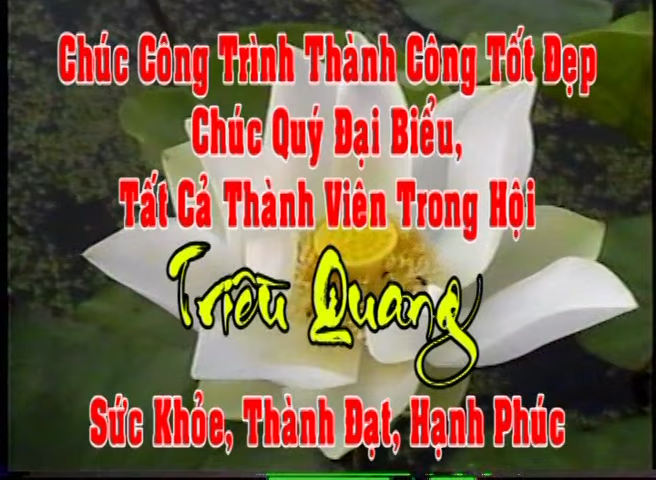 Chúc Công Trình Thành Công Tốt Đẹp
Chúc Quý Đại Biểu,
Tất Cả Thành Viên Trong Hội
Triều Quang
Sức Khỏe, Thành Đạt, Hạnh Phúc